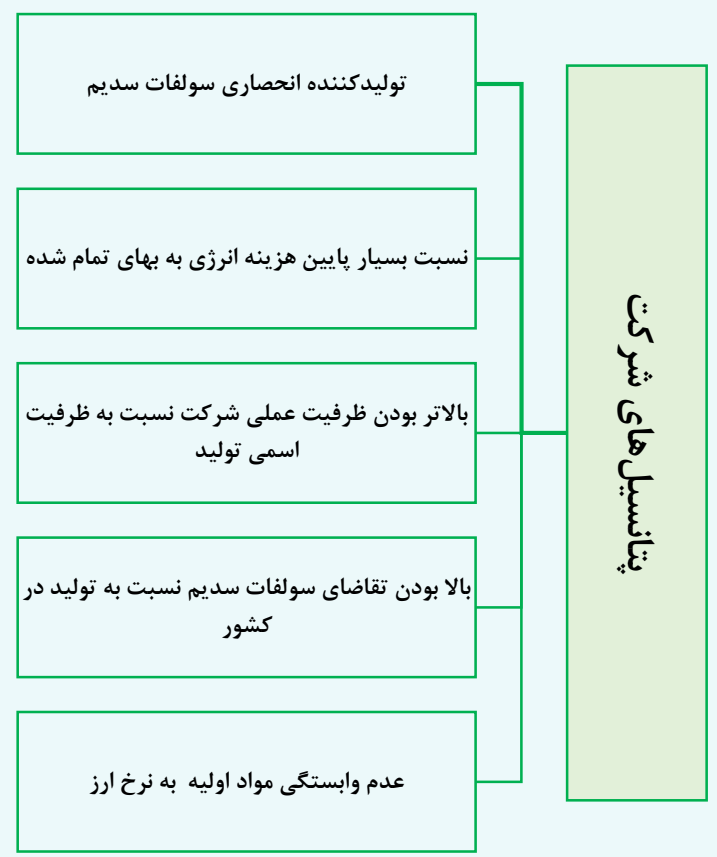 پتانسیل‌های شرکت
تولیدکننده انحصاری سولفات سدیم
نسبت بسیار پایین هزینه انرژی به بهای تمام شده
بالاتر بودن ظرفیت عملی شرکت نسبت به ظرفیت
اسمی تولید
بالا بودن تقاضای سولفات سدیم نسبت به تولید در
کشور
عدم وابستگی مواد اولیه به نرخ ارز